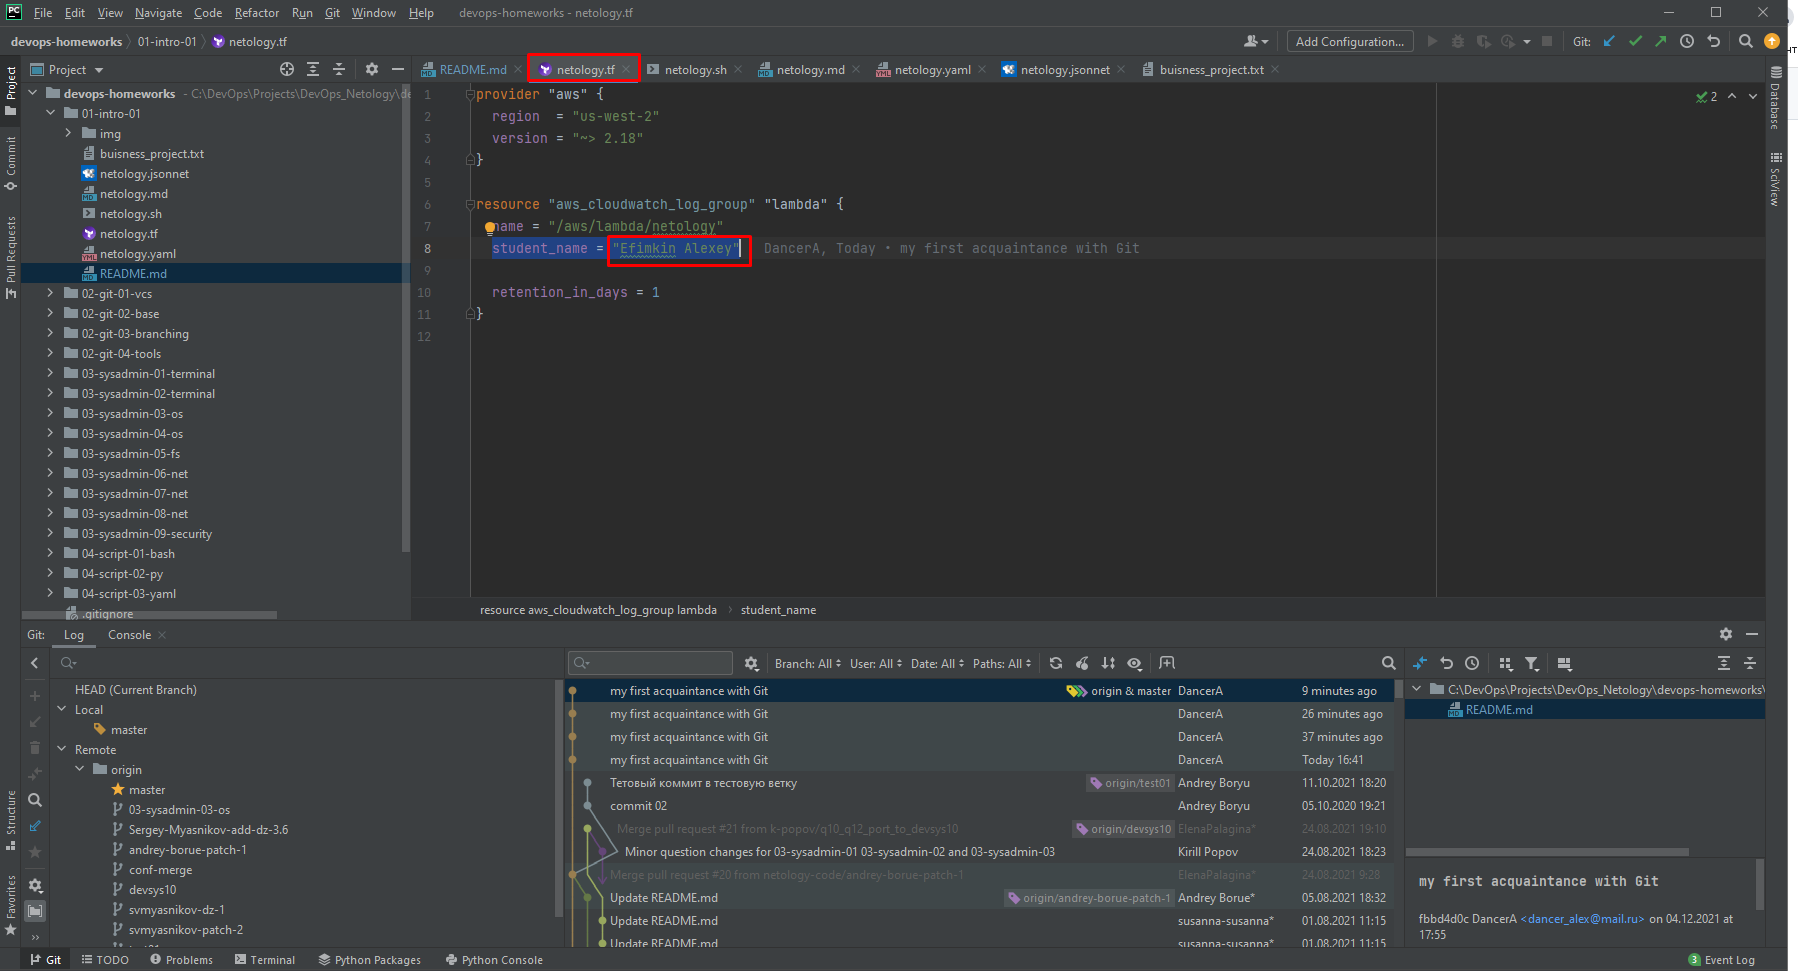 PC File Edit View Navigate Code Refactor Run Git Window Help devops-homeworks - netology.tf
devops-homeworks 01-intro-01 netology.tf Add Configuration... Git:
Project
README.md netology.tf netology.sh netology.md netology.yaml netology.jsonnet buisness_project.txt
devops-homeworks - C:\DevOps\Projects\DevOps_Netology\de
01-intro-01
img
buisness_project.txt
netology.jsonnet
netology.md
netology.sh
netology.tf
netology.yaml
README.md
02-git-01-vcs
02-git-02-base
02-git-03-branching
02-git-04-tools
03-sysadmin-01-terminal
03-sysadmin-02-terminal
03-sysadmin-03-os
03-sysadmin-04-os
03-sysadmin-05-fs
03-sysadmin-06-net
03-sysadmin-07-net
03-sysadmin-08-net
03-sysadmin-09-security
04-script-01-bash
04-script-02-py
04-script-03-yaml
.gitignore
Project
Commit
Pull Requests
Structure
Favorites
1 provider "aws" {
2 region = "us-west-2"
3 version = "~> 2.18"
4 }
5
6 resource "aws_cloudwatch_log_group" "lambda" {
7 name = "/aws/lambda/netology"
8 student_name = "Efimkin Alexey" DancerA, Today • my first acquaintance with Git
9
10 retention_in_days = 1
11 }
12
2
Database
SciView
resource aws_cloudwatch_log_group lambda student_name
Git: Log Console
HEAD (Current Branch)
Local
master
Remote
origin
master
03-sysadmin-03-os
Sergey-Myasnikov-add-dz-3.6
andrey-borue-patch-1
conf-merge
devsys10
svmyasnikov-dz-1
svmyasnikov-patch-2
Branch: All User: All Date: All Paths: All
my first acquaintance with Git origin & master DancerA 9 minutes ago
my first acquaintance with Git DancerA 26 minutes ago
my first acquaintance with Git DancerA 37 minutes ago
my first acquaintance with Git DancerA Today 16:41
Тетовый коммит в тестовую ветку origin/test01 Andrey Boryu 11.10.2021 18:20
commit 02 Andrey Boryu 05.10.2020 19:21
Merge pull request #21 from k-popov/q10_q12_port_to_devsys10 origin/devsys10 ElenaPalagina* 24.08.2021 19:10
Minor question changes for 03-sysadmin-01 03-sysadmin-02 and 03-sysadmin-03 Kirill Popov 24.08.2021 18:23
Merge pull request #20 from netology-code/andrey-borue-patch-1 ElenaPalagina* 24.08.2021 9:28
Update README.md origin/andrey-borue-patch-1 Andrey Borue* 05.08.2021 18:32
Update README.md susanna-susanna* 01.08.2021 11:15
Update README.md susanna-susanna* 01.08.2021 11:15
C:\DevOps\Projects\DevOps_Netology\devops-homeworks\
README.md
my first acquaintance with Git
fbbd4d0c DancerA <dancer_alex@mail.ru> on 04.12.2021 at
17:55
Git TODO Problems Terminal Python Packages Python Console 3 Event Log